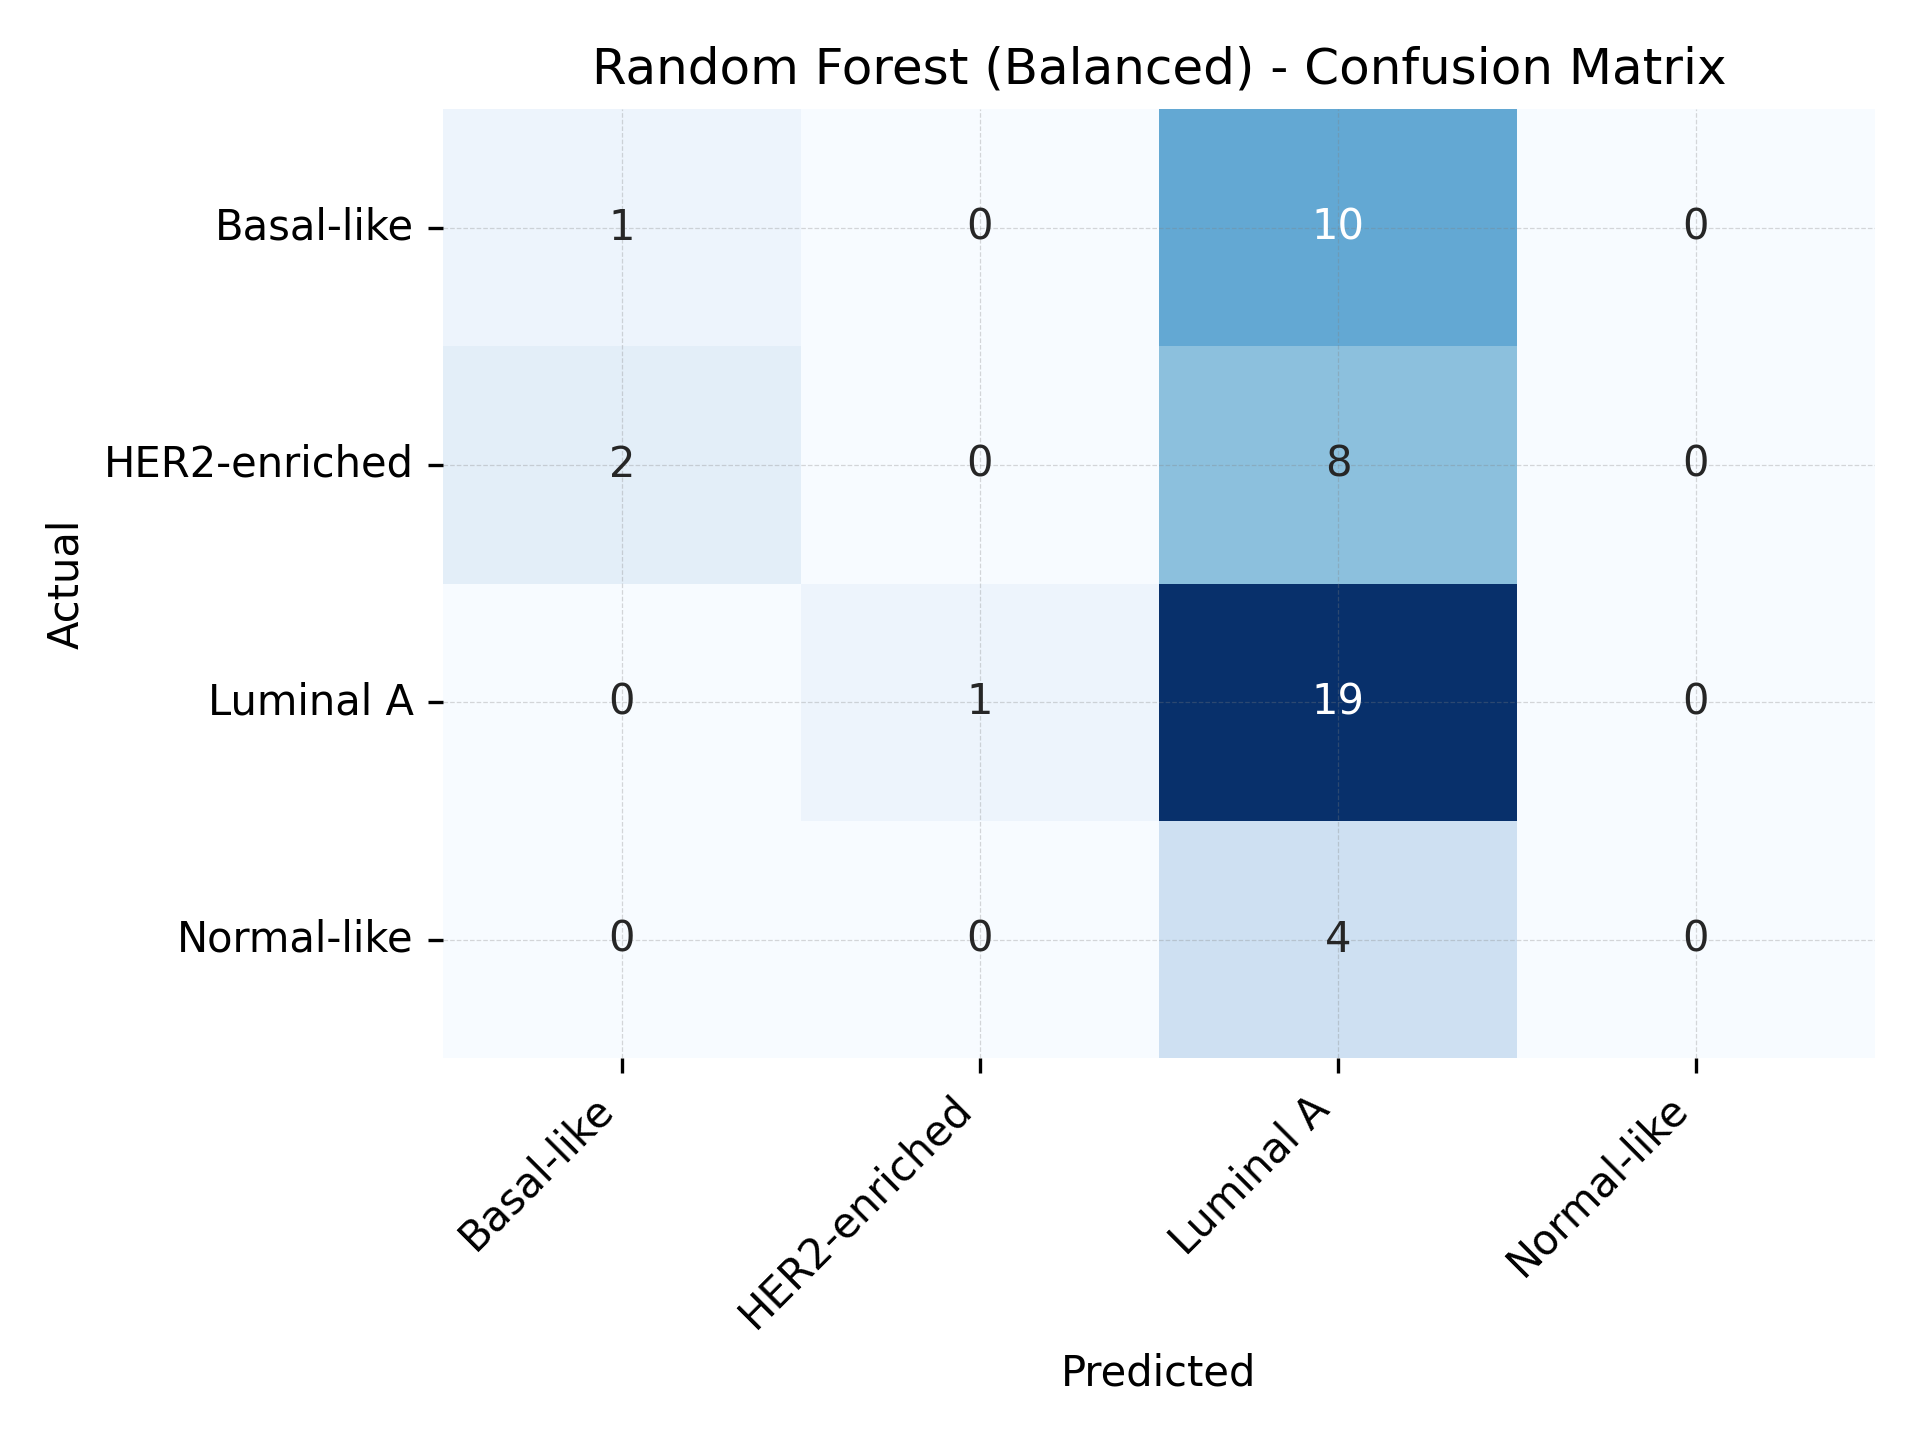 Random Forest (Balanced) - Confusion Matrix
Basal-like 1 0 10 0
HER2-enriched 2 0 8 0
Actual
Luminal A 0 1 19 0
Normal-like 0 0 4 0
Basal-like HER2-enriched Luminal A Normal-like
Predicted